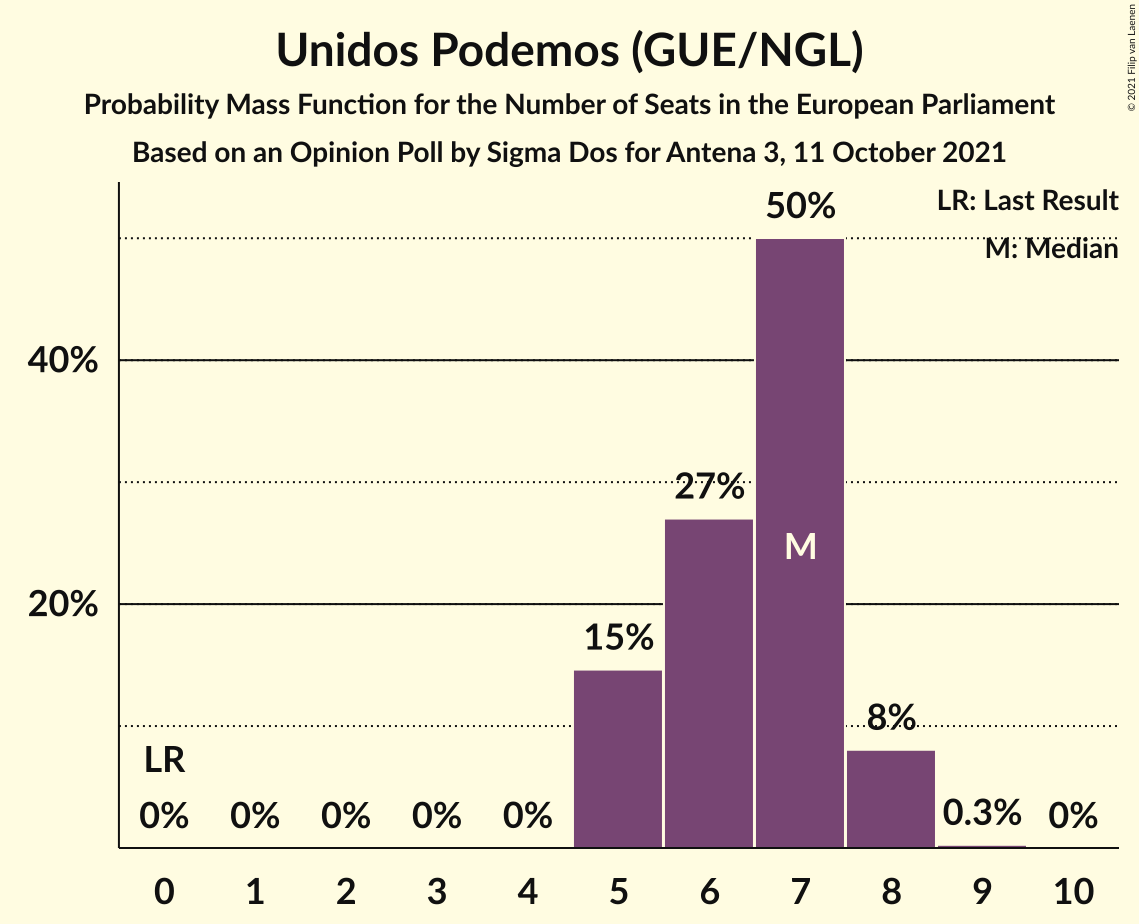 Unidos Podemos (GUE/NGL)
Probability Mass Function for the Number of Seats in the European Parliament
Based on an Opinion Poll by Sigma Dos for Antena 3, 11 October 2021
© 2021 Filip van Laenen
LR: Last Result
M: Median
50%
40%
27%
M
20%
15%
8%
LR
0% 0% 0% 0% 0% 0.3% 0%
0 1 2 3 4 5 6 7 8 9 10